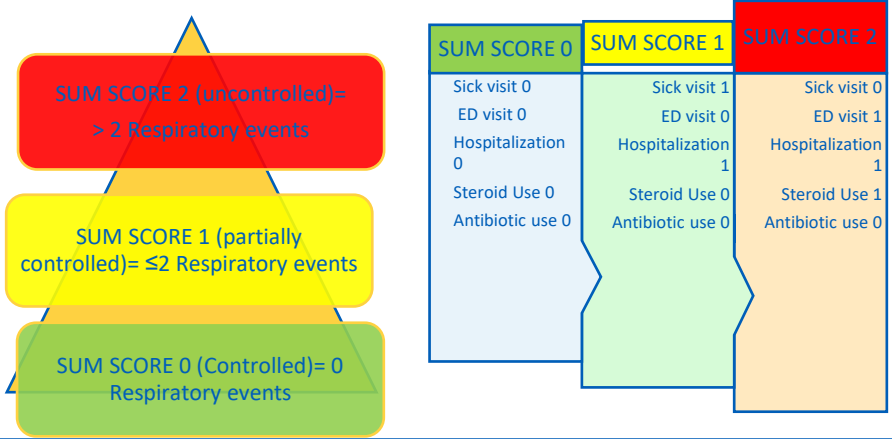 SUM SCORE 2 (uncontrolled)=
> 2 Respiratory events
SUM SCORE 1 (partially
controlled)= ≤2 Respiratory events
SUM SCORE 0 (Controlled)= 0
Respiratory events
SUM SCORE 0
Sick visit 0
ED visit 0
Hospitalization
0
Steroid Use 0
Antibiotic use 0
SUM SCORE 1
Sick visit 1
ED visit 0
Hospitalization
1
Steroid Use 0
Antibiotic use 0
SUM SCORE 2
Sick visit 0
ED visit 1
Hospitalization
1
Steroid Use 1
Antibiotic use 0